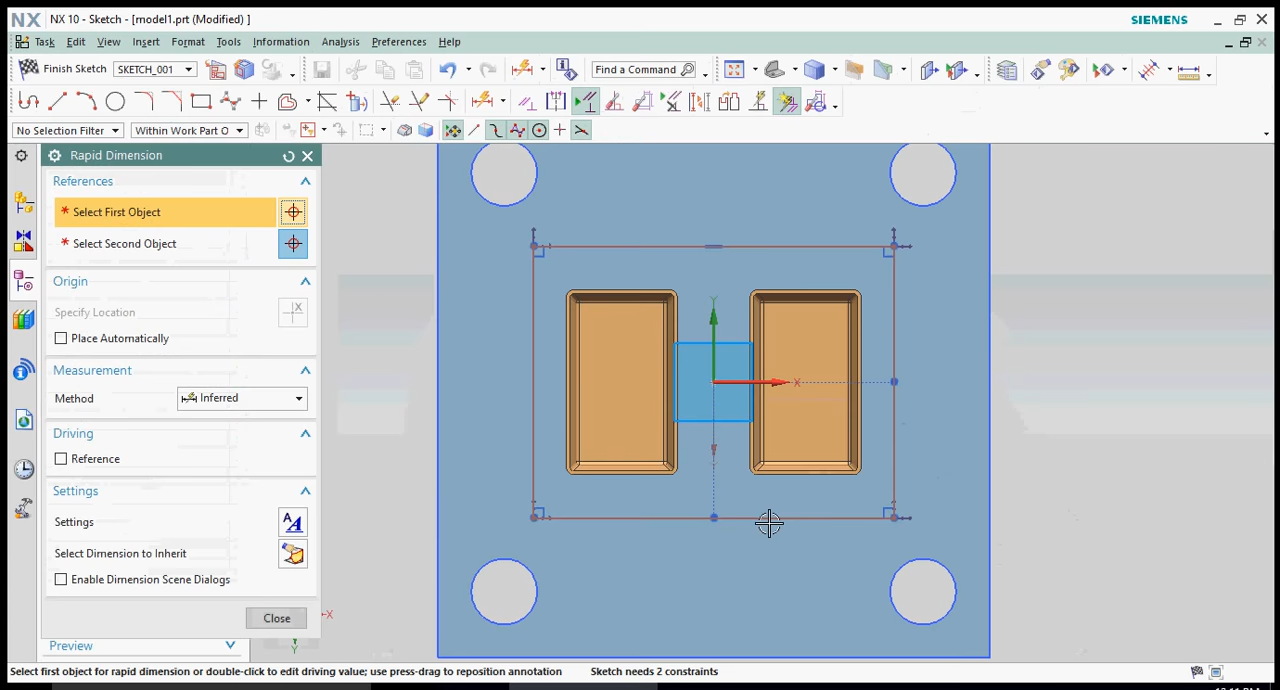 NX NX 10 - Sketch - [model1.prt (Modified) ] SIEMENS
Task Edit View Insert Format Tools Information Analysis Preferences Help
Finish Sketch SKETCH_001 Find a Command
No Selection Filter Within Work Part O
Rapid Dimension
References
* Select First Object
* Select Second Object
Origin
Specify Location
Place Automatically
Measurement
Method Inferred
Driving
Reference
Settings
Settings
Select Dimension to Inherit
Enable Dimension Scene Dialogs
Close
Preview
Y
X
X
Select first object for rapid dimension or double-click to edit driving value; use press-drag to reposition annotation Sketch needs 2 constraints